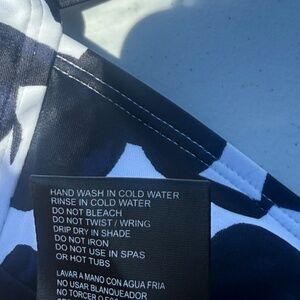 HAND WASH IN COLD WATER
RINSE IN COLD WATER
DO NOT BLEACH
DO NOT TWIST / WRING
DRIP DRY IN SHADE
DO NOT IRON
DO NOT USE IN SPAS
OR HOT TUBS
LAVAR A MANO CON AGUA FRIA
NO USAR BLANQUEADOR
NO TORCER O